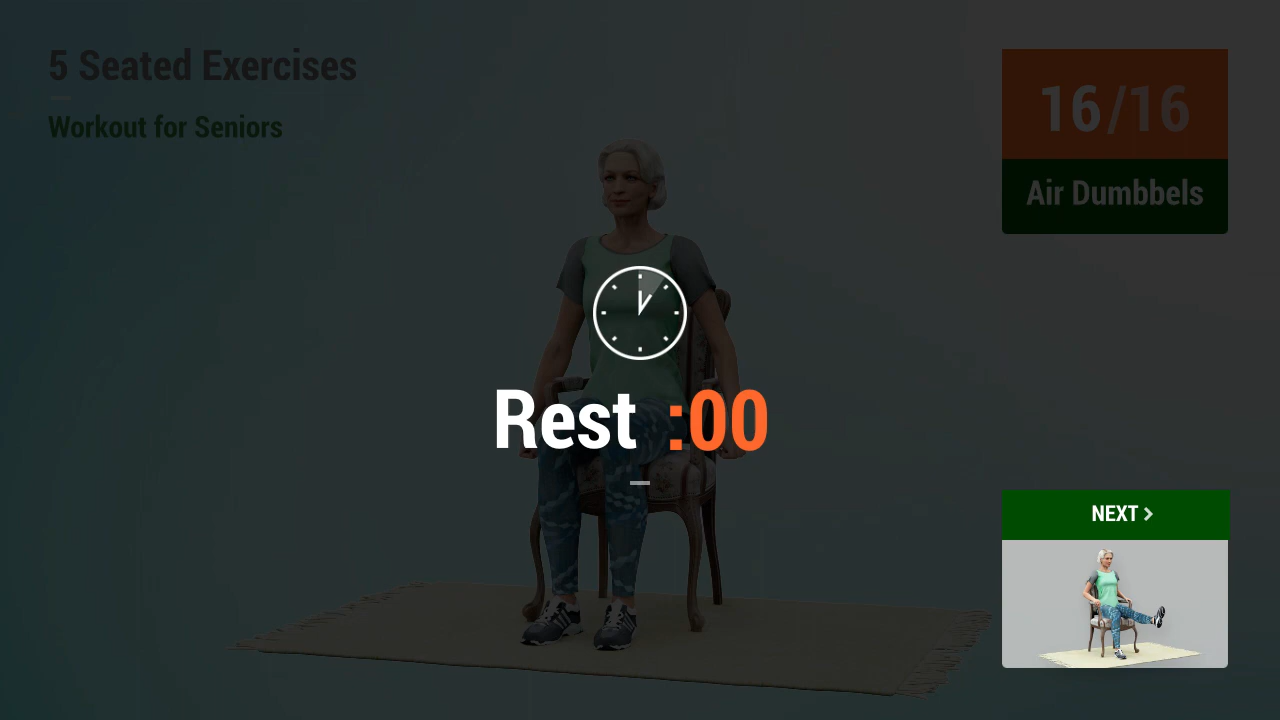 5 Seated Exercises
Workout for Seniors
16/16
Air Dumbbels
Rest :00
NEXT >